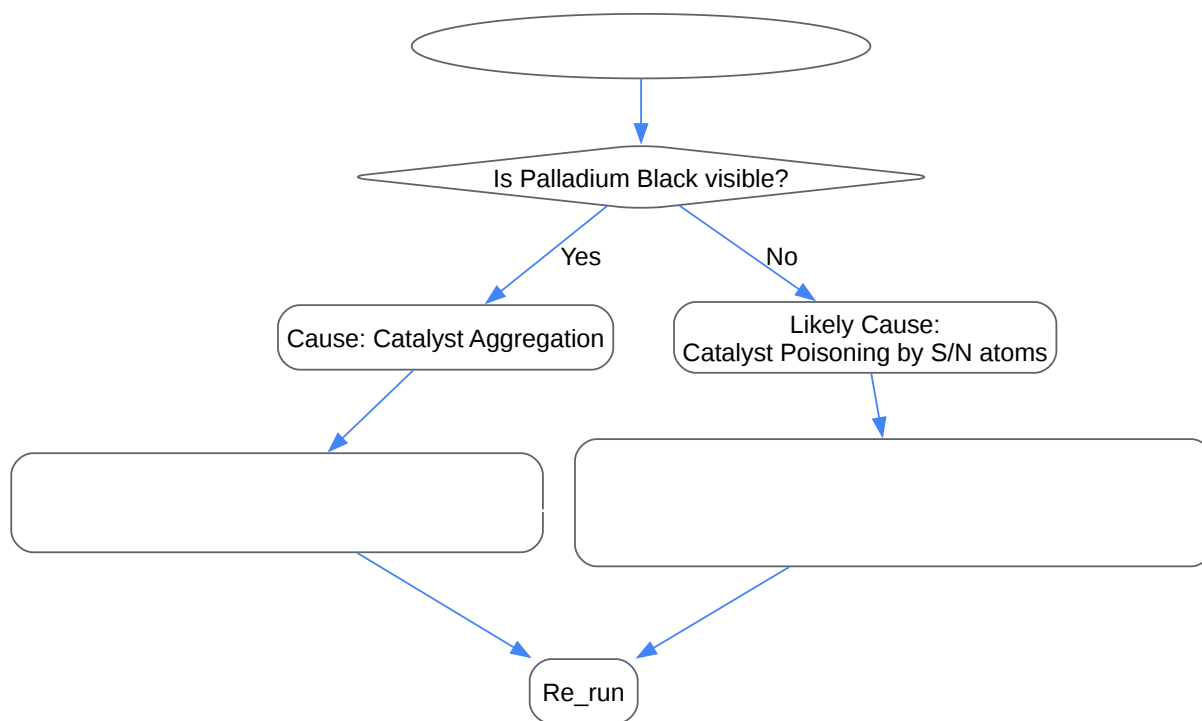 Is Palladium Black visible?
Yes
No
Cause: Catalyst Aggregation
Likely Cause:
Catalyst Poisoning by S/N atoms
Re_run